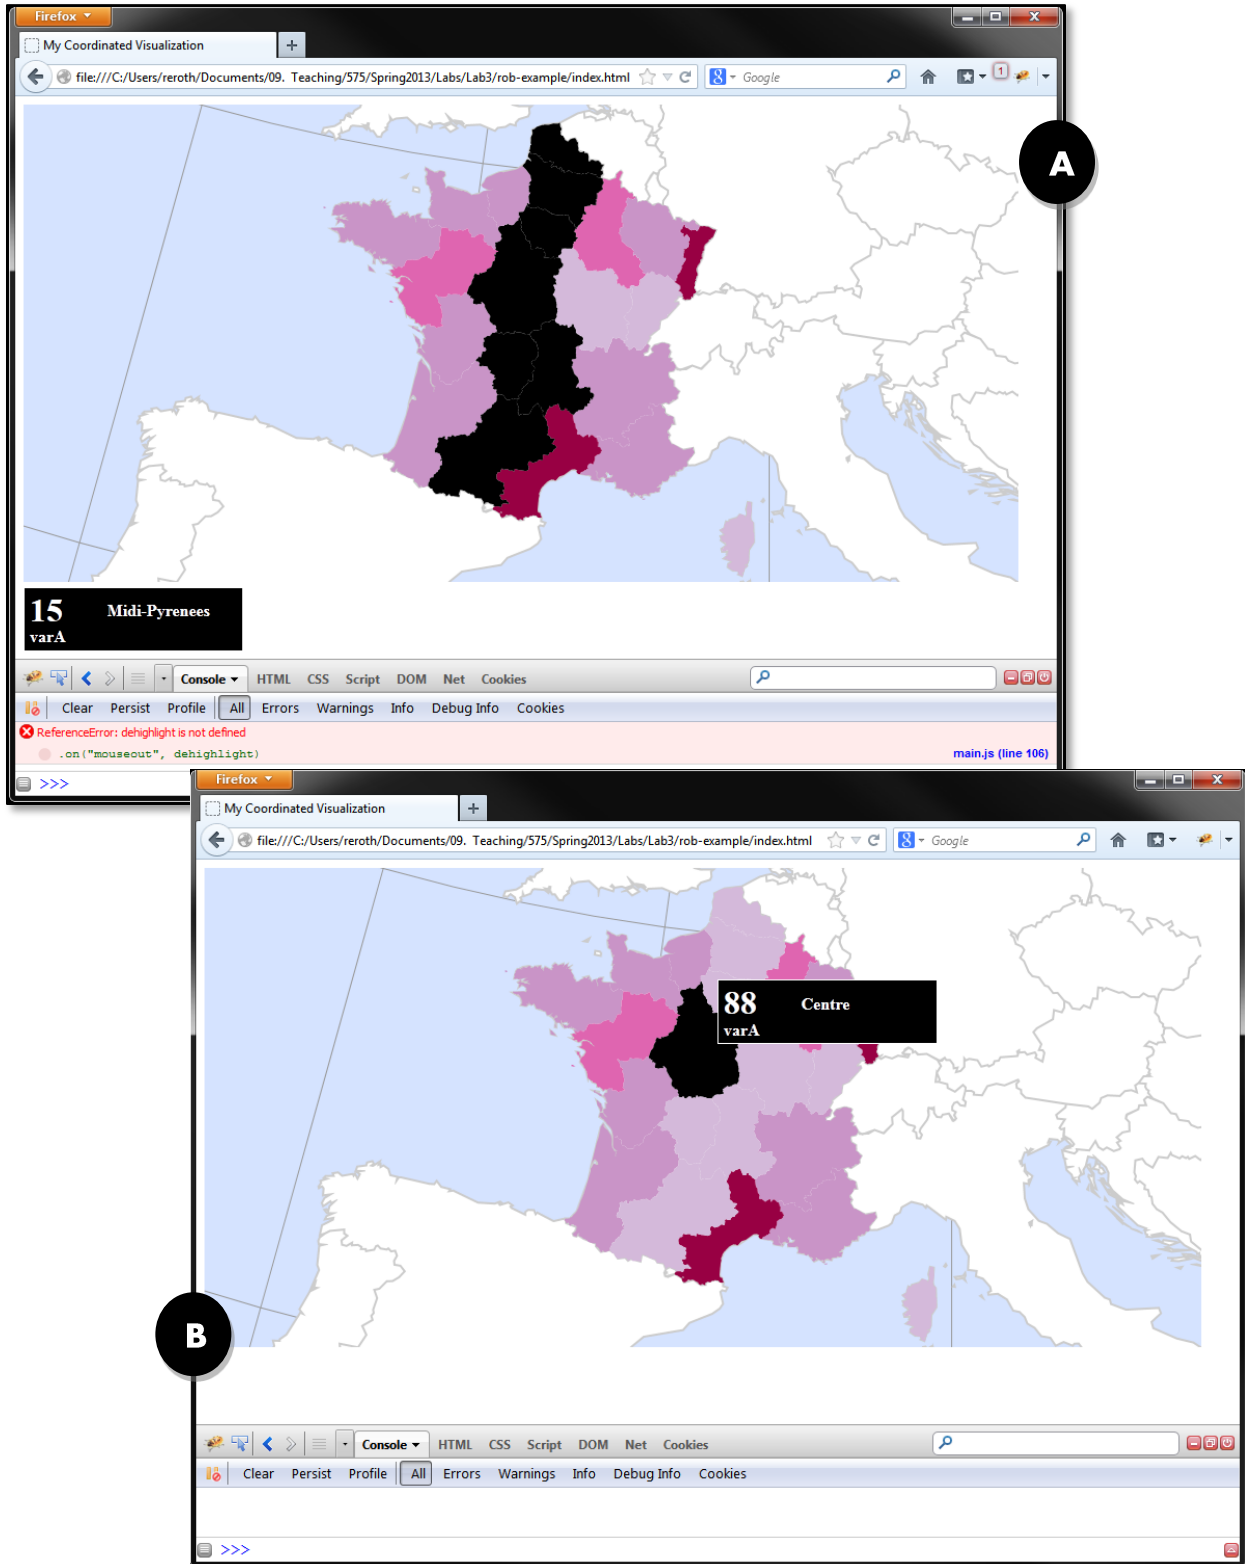 Firefox
My Coordinated Visualization
file:///C:/Users/reroth/Documents/09. Teaching/575/Spring2013/Labs/Lab3/rob-example/index.html
Google
1
A
15 Midi-Pyrenees
varA
Console HTML CSS Script DOM Net Cookies
Clear Persist Profile All Errors Warnings Info Debug Info Cookies
ReferenceError: dehighlight is not defined
.on("mouseout", dehighlight) main.js (line 106)
>>>
Firefox
My Coordinated Visualization
file:///C:/Users/reroth/Documents/09. Teaching/575/Spring2013/Labs/Lab3/rob-example/index.html
Google
88 Centre
varA
B
Console HTML CSS Script DOM Net Cookies
Clear Persist Profile All Errors Warnings Info Debug Info Cookies
>>>